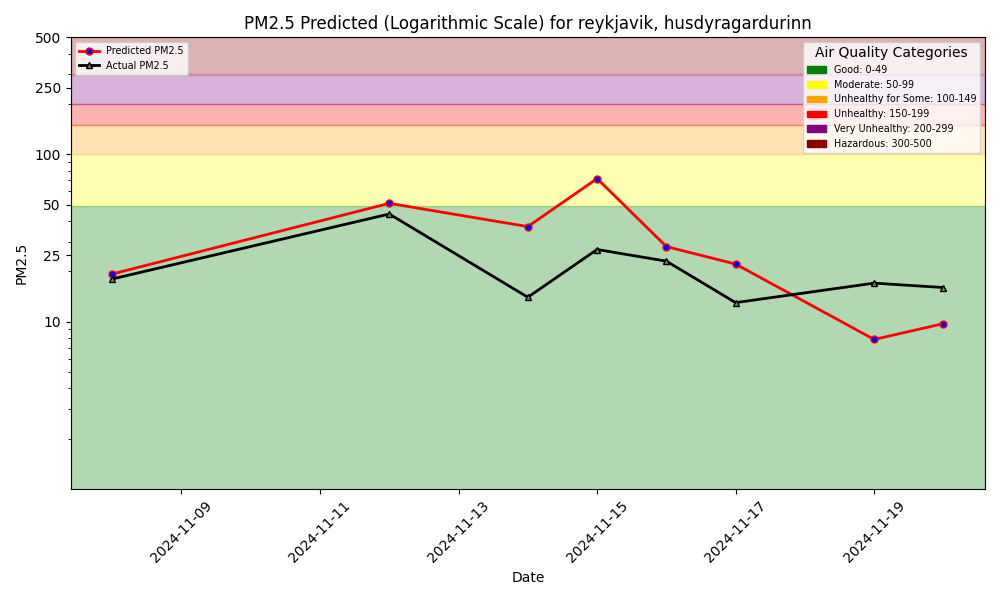 PM2.5 Predicted (Logarithmic Scale) for reykjavik, husdyragardurinn
500
250
100
50
25
10
PM2.5
Predicted PM2.5
Actual PM2.5
Air Quality Categories
Good: 0-49
Moderate: 50-99
Unhealthy for Some: 100-149
Unhealthy: 150-199
Very Unhealthy: 200-299
Hazardous: 300-500
2024-11-09
2024-11-11
2024-11-13
2024-11-15
2024-11-17
2024-11-19
Date